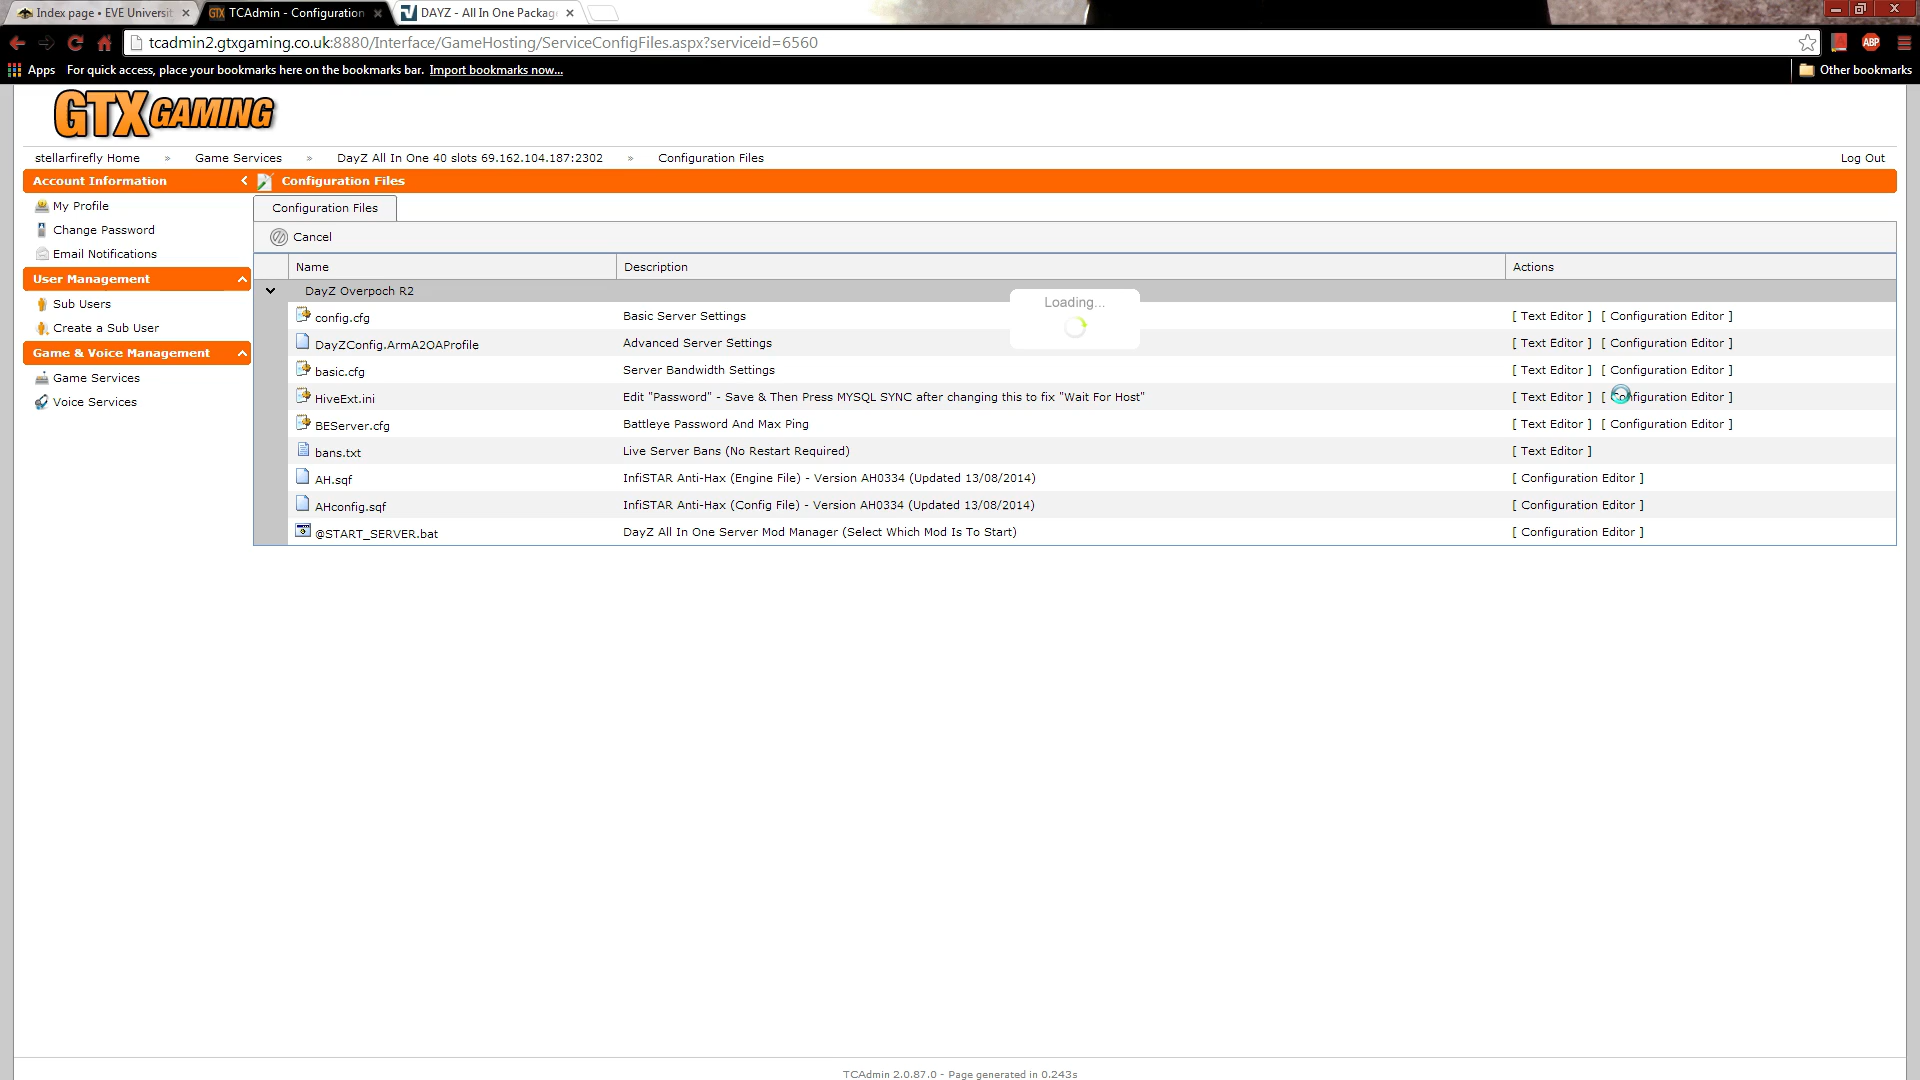 Index page • EVE Universit
TCAdmin - Configuration
DAYZ - All In One Packag
tcadmin2.gtxgaming.co.uk:8880/Interface/GameHosting/ServiceConfigFiles.aspx?serviceid=6560
ABP
Apps For quick access, place your bookmarks here on the bookmarks bar. Import bookmarks now... Other bookmarks
GTX GAMING
stellarfirefly Home » Game Services » DayZ All In One 40 slots 69.162.104.187:2302 » Configuration Files Log Out
Account Information
My Profile
Change Password
Email Notifications
User Management
Sub Users
Create a Sub User
Game & Voice Management
Game Services
Voice Services
Configuration Files
Configuration Files
Cancel
Name Description Actions
DayZ Overpoch R2
Loading...
config.cfg Basic Server Settings [ Text Editor ] [ Configuration Editor ]
DayZConfig.ArmA2OAProfile Advanced Server Settings [ Text Editor ] [ Configuration Editor ]
basic.cfg Server Bandwidth Settings [ Text Editor ] [ Configuration Editor ]
HiveExt.ini Edit "Password" - Save & Then Press MYSQL SYNC after changing this to fix "Wait For Host" [ Text Editor ] [ Configuration Editor ]
BEServer.cfg Battleye Password And Max Ping [ Text Editor ] [ Configuration Editor ]
bans.txt Live Server Bans (No Restart Required) [ Text Editor ]
AH.sqf InfiSTAR Anti-Hax (Engine File) - Version AH0334 (Updated 13/08/2014) [ Configuration Editor ]
AHconfig.sqf InfiSTAR Anti-Hax (Config File) - Version AH0334 (Updated 13/08/2014) [ Configuration Editor ]
@START_SERVER.bat DayZ All In One Server Mod Manager (Select Which Mod Is To Start) [ Configuration Editor ]
TCAdmin 2.0.87.0 - Page generated in 0.243s